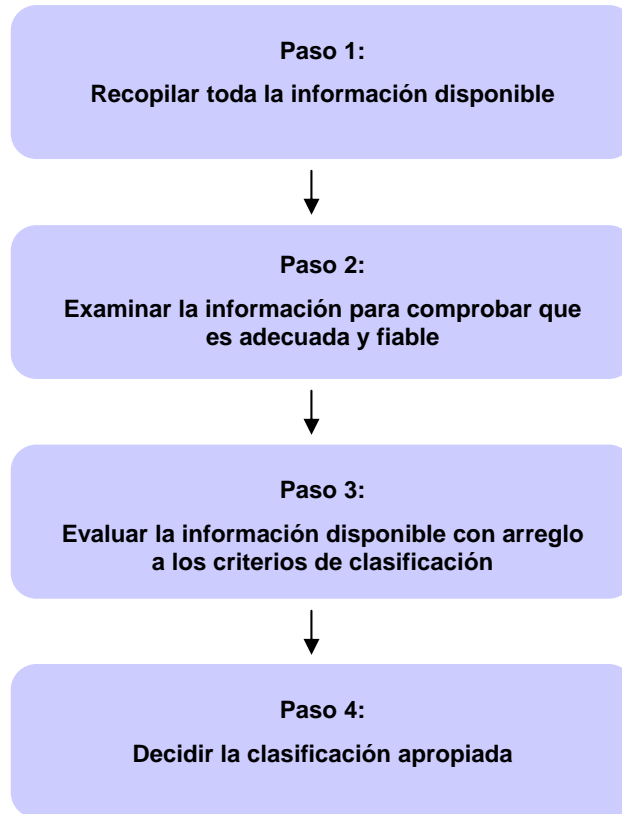 Paso 1:
Recopilar toda la información disponible
Paso 2:
Examinar la información para comprobar que
es adecuada y fiable
Paso 3:
Evaluar la información disponible con arreglo
a los criterios de clasificación
Paso 4:
Decidir la clasificación apropiada